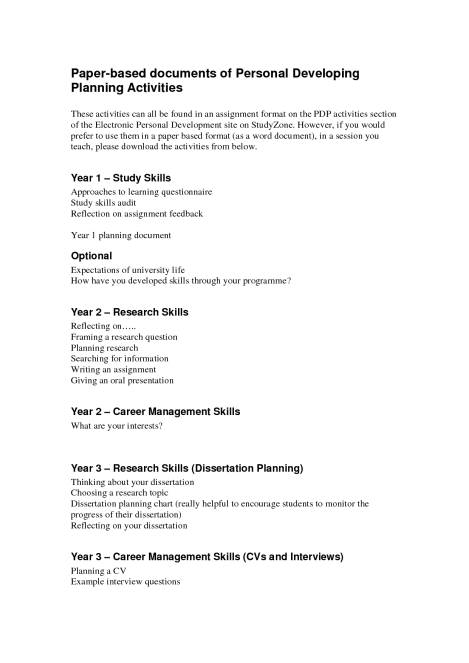 Paper-based documents of Personal Developing
Planning Activities
These activities can all be found in an assignment format on the PDP activities section
of the Electronic Personal Development site on StudyZone. However, if you would
prefer to use them in a paper based format (as a word document), in a session you
teach, please download the activities from below.
Year 1 – Study Skills
Approaches to learning questionnaire
Study skills audit
Reflection on assignment feedback
Year 1 planning document
Optional
Expectations of university life
How have you developed skills through your programme?
Year 2 – Research Skills
Reflecting on…..
Framing a research question
Planning research
Searching for information
Writing an assignment
Giving an oral presentation
Year 2 – Career Management Skills
What are your interests?
Year 3 – Research Skills (Dissertation Planning)
Thinking about your dissertation
Choosing a research topic
Dissertation planning chart (really helpful to encourage students to monitor the
progress of their dissertation)
Reflecting on your dissertation
Year 3 – Career Management Skills (CVs and Interviews)
Planning a CV
Example interview questions